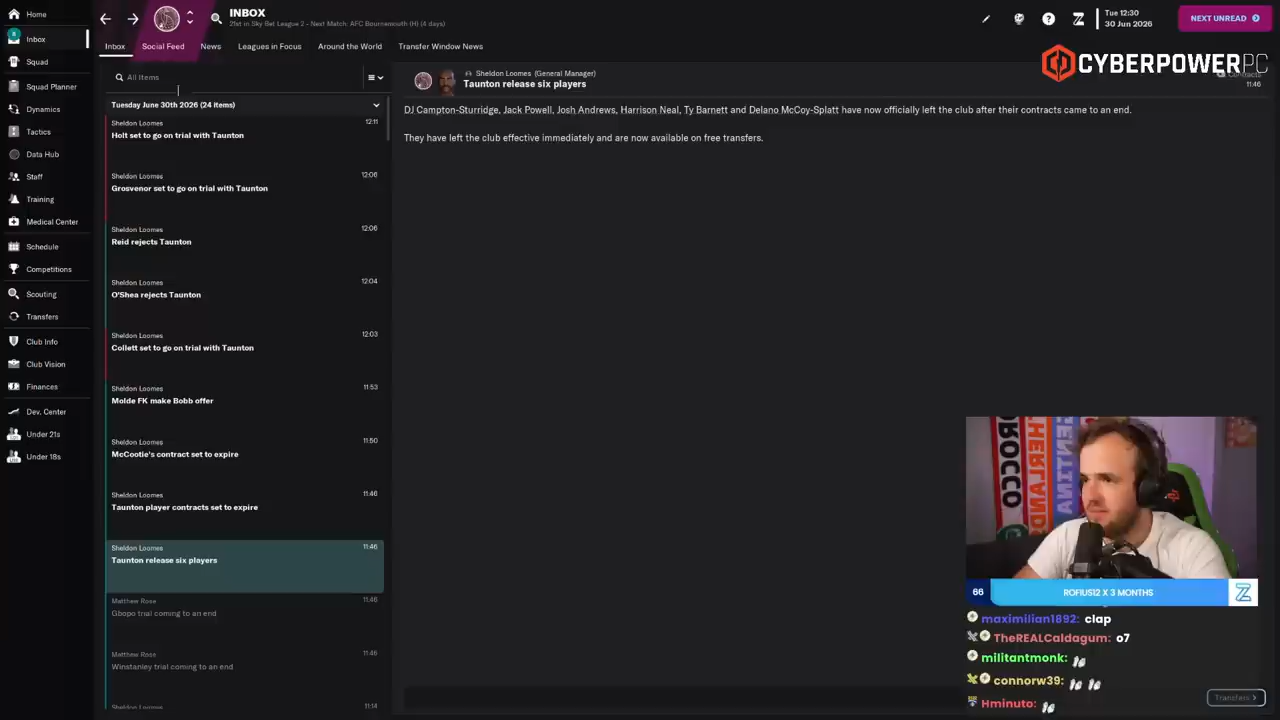 Home
Inbox
Squad
Squad Planner
Dynamics
Tactics
Data Hub
Staff
Training
Medical Center
Schedule
Competitions
Scouting
Transfers
Club Info
Club Vision
Finances
Dev. Center
Under 21s
Under 18s
INBOX
21st in Sky Bet League 2 - Next Match: AFC Bournemouth (H) (4 days)
Tue 12:30
30 Jun 2026
NEXT UNREAD
Inbox
Social Feed
News
Leagues in Focus
Around the World
Transfer Window News
CYBERPOWERPC
All Items
Tuesday June 30th 2026 (24 items)
Sheldon Loomes 12:11
Holt set to go on trial with Taunton
Sheldon Loomes 12:06
Grosvenor set to go on trial with Taunton
Sheldon Loomes 12:06
Reid rejects Taunton
Sheldon Loomes 12:04
O'Shea rejects Taunton
Sheldon Loomes 12:03
Collett set to go on trial with Taunton
Sheldon Loomes 11:53
Molde FK make Bobb offer
Sheldon Loomes 11:50
McCootie's contract set to expire
Sheldon Loomes 11:46
Taunton player contracts set to expire
Sheldon Loomes 11:46
Taunton release six players
Matthew Rose 11:46
Gbopo trial coming to an end
Matthew Rose 11:46
Winstanley trial coming to an end
Sheldon Loomes 11:14
Sheldon Loomes (General Manager)
Taunton release six players
Contracts
11:46
DJ Campton-Sturridge, Jack Powell, Josh Andrews, Harrison Neal, Ty Barnett and Delano McCoy-Splatt have now officially left the club after their contracts came to an end.
They have left the club effective immediately and are now available on free transfers.
66 ROFIUS12 X 3 MONTHS
maximilian1892: clap
TheREALCaldagum: o7
militantmonk:
connorw39:
Hminuto:
Transfers